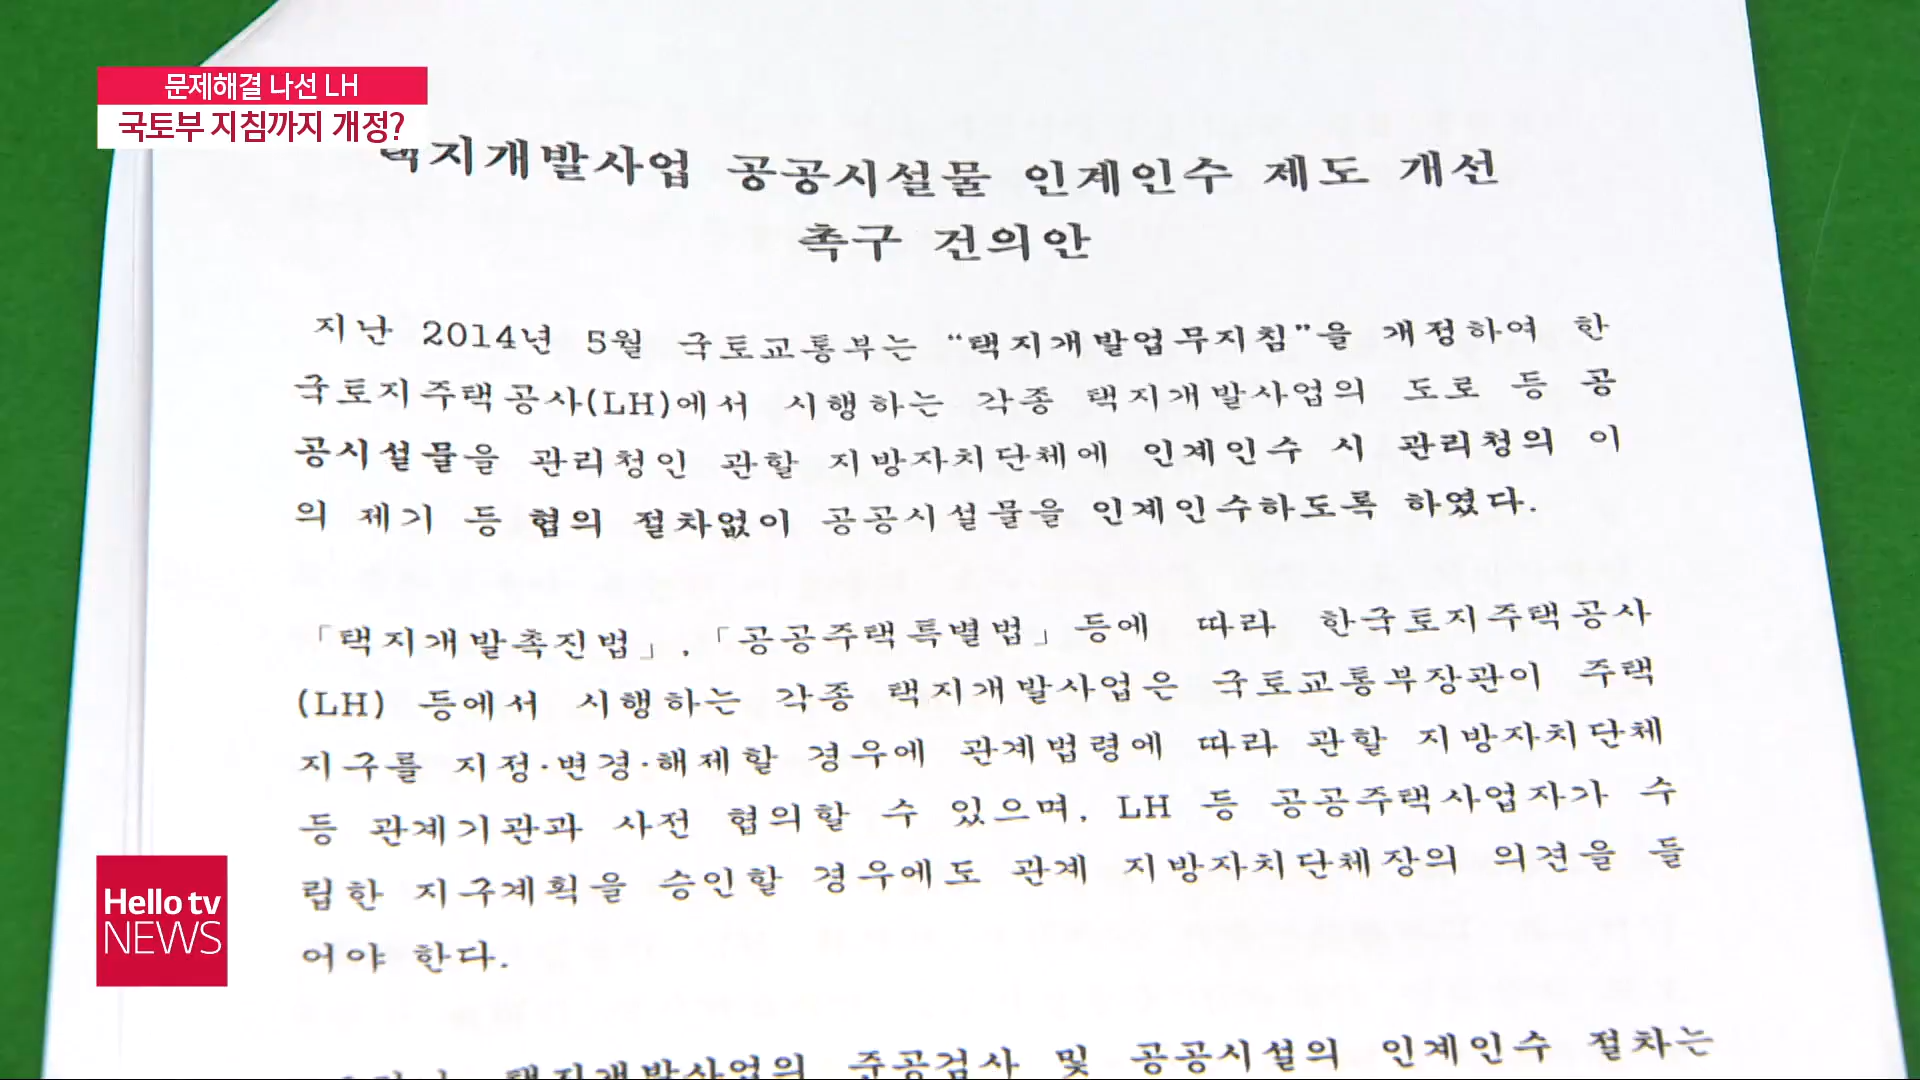 문제해결 나선 LH
국토부 지침까지 개정?
택지개발사업 공공시설물 인계인수 제도 개선
촉구 건의안
지난 2014년 5월 국토교통부는 “택지개발업무지침”을 개정하여 한
국토지주택공사(LH)에서 시행하는 각종 택지개발사업의 도로 등 공
공시설물을 관리청인 관할 지방자치단체에 인계인수 시 관리청의 이
의 제기 등 협의 절차없이 공공시설물을 인계인수하도록 하였다.
「택지개발촉진법」, 「공공주택특별법」등에 따라 한국토지주택공사
(LH) 등에서 시행하는 각종 택지개발사업은 국토교통부장관이 주택
지구를 지정·변경·해제할 경우에 관계법령에 따라 관할 지방자치단체
등 관계기관과 사전 협의할 수 있으며, LH 등 공공주택사업자가 수
립한 지구계획을 승인할 경우에도 관계 지방자치단체장의 의견을 들
어야 한다.
택지개발사업의 준공검사 및 공공시설의 인계인수 절차는
Hello tv
NEWS